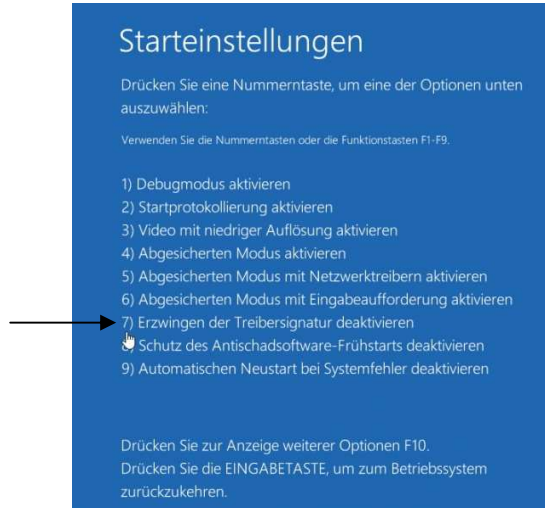 Starteinstellungen
Drücken Sie eine Nummerntaste, um eine der Optionen unten
auszuwählen:
Verwenden Sie die Nummerntasten oder die Funktionstasten F1-F9.
1) Debugmodus aktivieren
2) Startprotokollierung aktivieren
3) Video mit niedriger Auflösung aktivieren
4) Abgesicherten Modus aktivieren
5) Abgesicherten Modus mit Netzwerktreibern aktivieren
6) Abgesicherten Modus mit Eingabeaufforderung aktivieren
7) Erzwingen der Treibersignatur deaktivieren
8) Schutz des Antischadsoftware-Frühstarts deaktivieren
9) Automatischen Neustart bei Systemfehler deaktivieren
Drücken Sie zur Anzeige weiterer Optionen F10.
Drücken Sie die EINGABETASTE, um zum Betriebssystem
zurückzukehren.